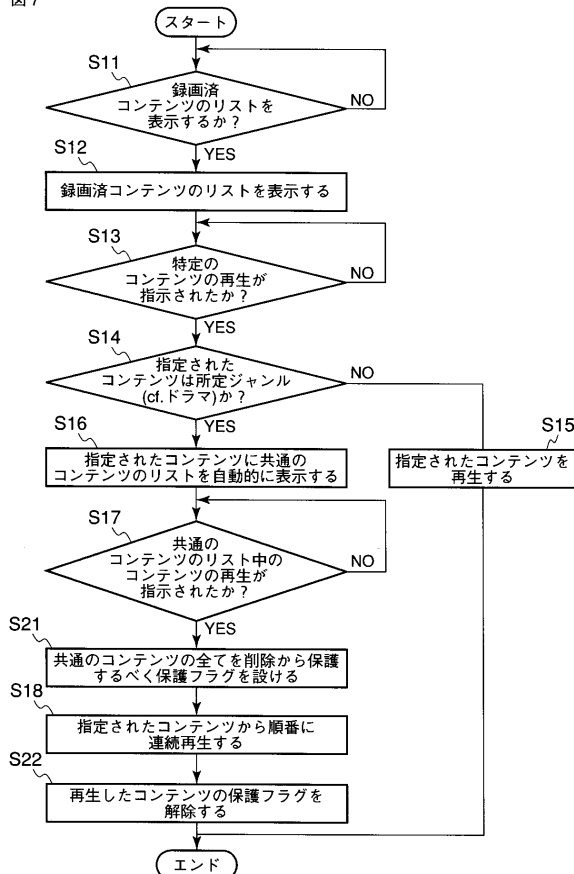 図7
スタート
S11
録画済
コンテンツのリストを
表示するか？
NO
YES
S12
録画済コンテンツのリストを表示する
S13
特定の
コンテンツの再生が
指示されたか？
NO
YES
S14
指定された
コンテンツは所定ジャンル
(cf.ドラマ)か？
NO
YES
S15
指定されたコンテンツを
再生する
S16
指定されたコンテンツに共通の
コンテンツのリストを自動的に表示する
S17
共通の
コンテンツのリスト中の
コンテンツの再生が
指示されたか？
NO
YES
S21
共通のコンテンツの全てを削除から保護
するべく保護フラグを設ける
S18
指定されたコンテンツから順番に
連続再生する
S22
再生したコンテンツの保護フラグを
解除する
エンド